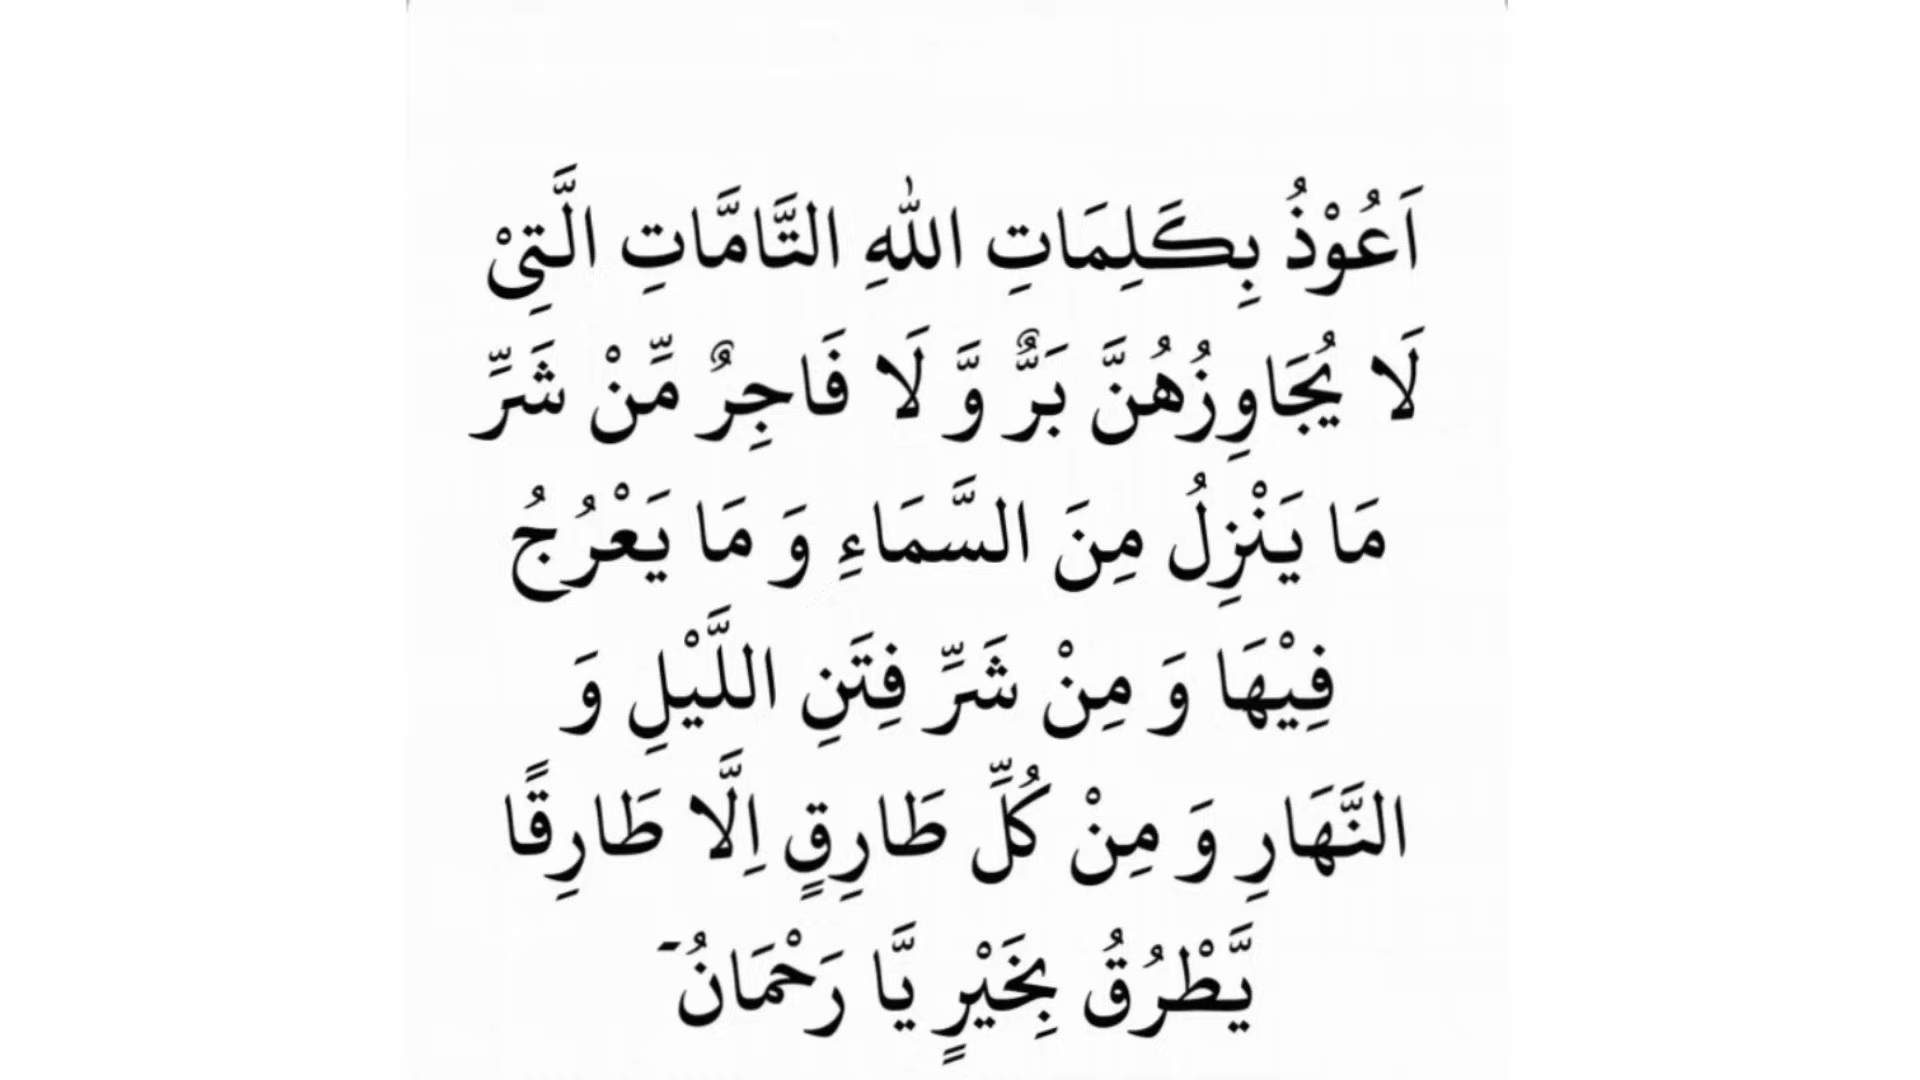 اَعُوْذُ بِكَلِمَاتِ اللّٰهِ التَّامَّاتِ الَّتِىْ
لَا يُجَاوِزُهُنَّ بَرٌّ وَّ لَا فَاجِرٌ مِّنْ شَرِّ
مَا يَنْزِلُ مِنَ السَّمَاءِ وَ مَا يَعْرُجُ
فِيْهَا وَ مِنْ شَرِّ فِتَنِ اللَّيْلِ وَ
النَّهَارِ وَ مِنْ كُلِّ طَارِقٍ اِلَّا طَارِقًا
يَّطْرُقُ بِخَيْرٍ يَّا رَحْمَانُ۔